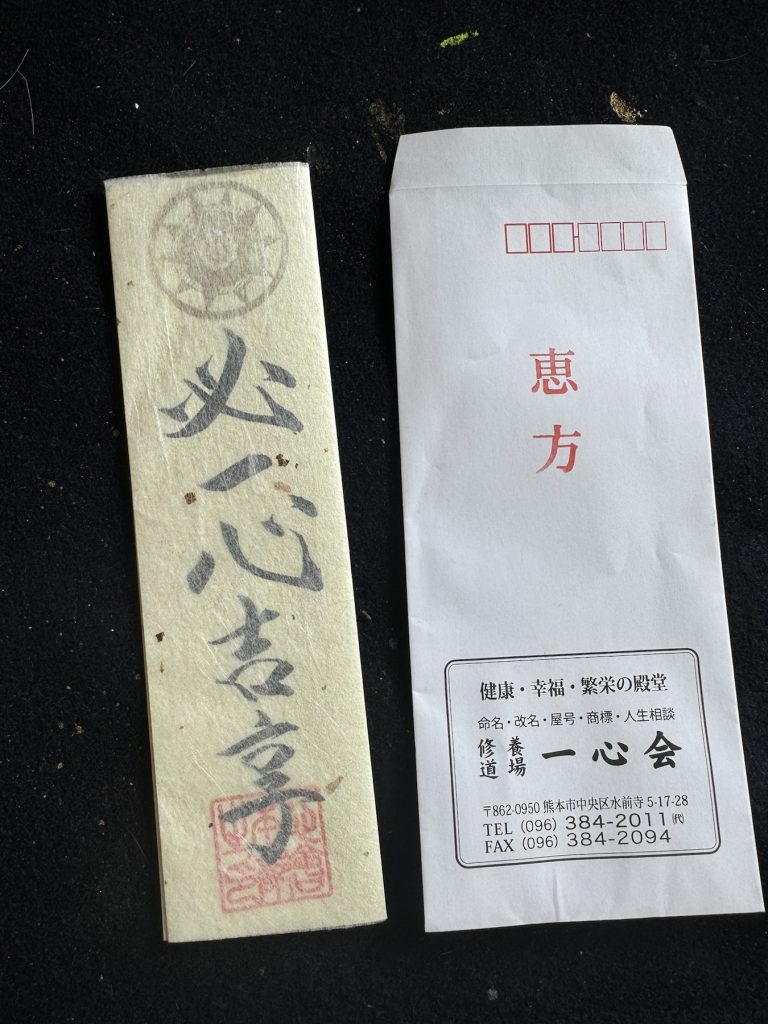 必一心吉享
恵方
健康・幸福・繁栄の殿堂
命名・改名・屋号・商標・人生相談
修養道場 一心会
〒862-0950 熊本市中央区水前寺 5-17-28
TEL (096) 384-2011 ㈹
FAX (096) 384-2094